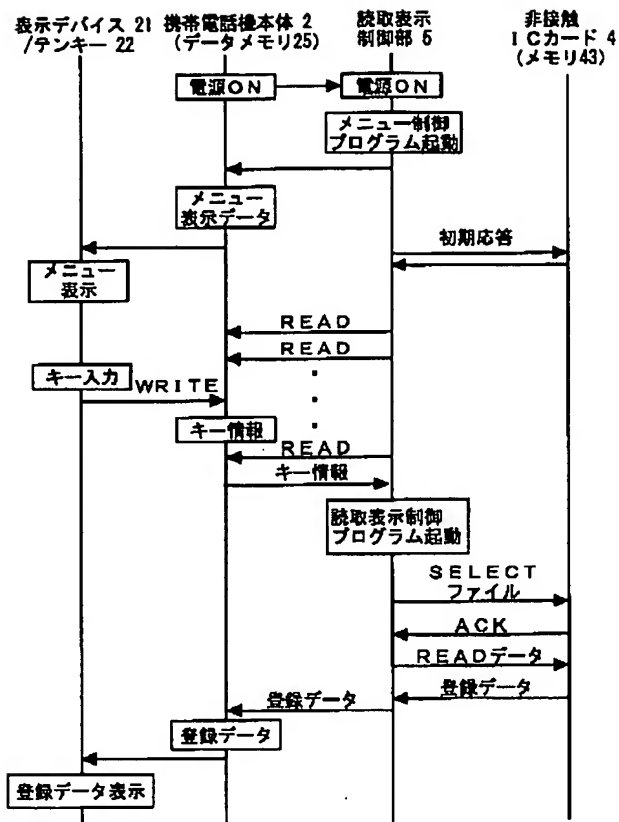 表示デバイス 21
/テンキー 22
携帯電話機本体 2
(データメモリ25)
読取表示
制御部 5
非接触
ICカード 4
(メモリ43)
電源ON
電源ON
メニュー制御
プログラム起動
メニュー
表示データ
初期応答
メニュー
表示
READ
READ
キー入力
WRITE
キー情報
READ
キー情報
読取表示制御
プログラム起動
SELECT
ファイル
ACK
READデータ
登録データ
登録データ
登録データ
登録データ表示